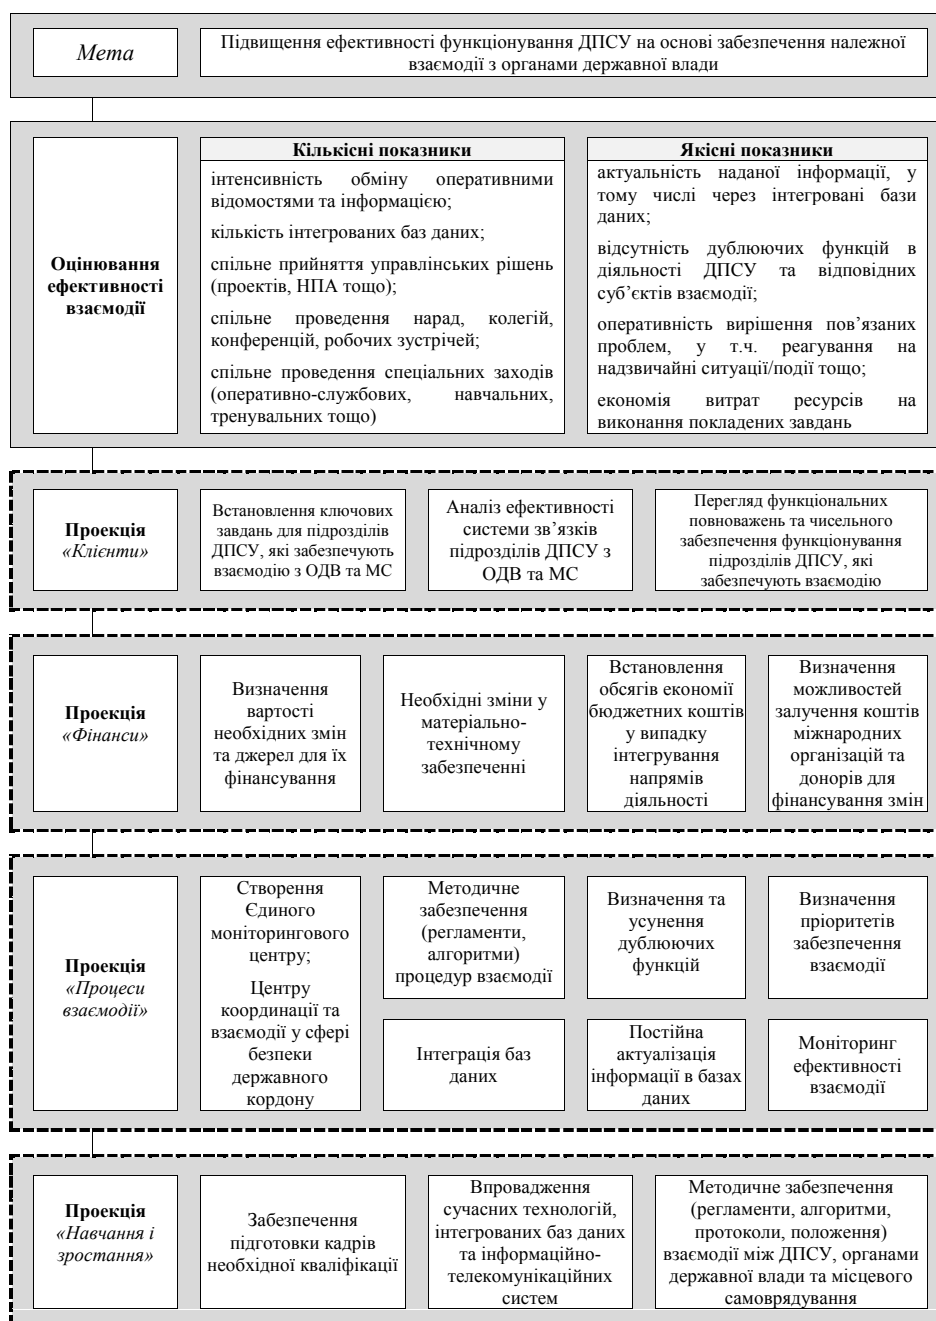 Мета
Підвищення ефективності функціонування ДПСУ на основі забезпечення належної
взаємодії з органами державної влади
Оцінювання
ефективності
взаємодії
Кількісні показники
інтенсивність обміну оперативними
відомостями та інформацією;
кількість інтегрованих баз даних;
спільне прийняття управлінських рішень
(проектів, НПА тощо);
спільне проведення нарад, колегій,
конференцій, робочих зустрічей;
спільне проведення спеціальних заходів
(оперативно-службових, навчальних,
тренувальних тощо)
Якісні показники
актуальність наданої інформації, у
тому числі через інтегровані бази
даних;
відсутність дублюючих функцій в
діяльності ДПСУ та відповідних
суб’єктів взаємодії;
оперативність вирішення пов’язаних
проблем, у т.ч. реагування на
надзвичайні ситуації/події тощо;
економія витрат ресурсів на
виконання покладених завдань
Проекція
«Клієнти»
Встановлення ключових
завдань для підрозділів
ДПСУ, які забезпечують
взаємодію з ОДВ та МС
Аналіз ефективності
системи зв’язків
підрозділів ДПСУ з
ОДВ та МС
Перегляд функціональних
повноважень та чисельного
забезпечення функціонування
підрозділів ДПСУ, які
забезпечують взаємодію
Проекція
«Фінанси»
Визначення
вартості
необхідних змін
та джерел для їх
фінансування
Необхідні зміни у
матеріально-
технічному
забезпеченні
Встановлення
обсягів економії
бюджетних коштів
у випадку
інтегрування
напрямів
діяльності
Визначення
можливостей
залучення коштів
міжнародних
організацій та
донорів для
фінансування змін
Проекція
«Процеси
взаємодії»
Створення
Єдиного
моніторингового
центру;
Центру
координації та
взаємодії у сфері
безпеки
державного
кордону
Методичне
забезпечення
(регламенти,
алгоритми)
процедур взаємодії
Визначення та
усунення
дублюючих
функцій
Визначення
пріоритетів
забезпечення
взаємодії
Інтеграція баз
даних
Постійна
актуалізація
інформації в базах
даних
Моніторинг
ефективності
взаємодії
Проекція
«Навчання і
зростання»
Забезпечення
підготовки кадрів
необхідної кваліфікації
Впровадження
сучасних технологій,
інтегрованих баз даних
та інформаційно-
телекомунікаційних
систем
Методичне забезпечення
(регламенти, алгоритми,
протоколи, положення)
взаємодії між ДПСУ, органами
державної влади та місцевого
самоврядування